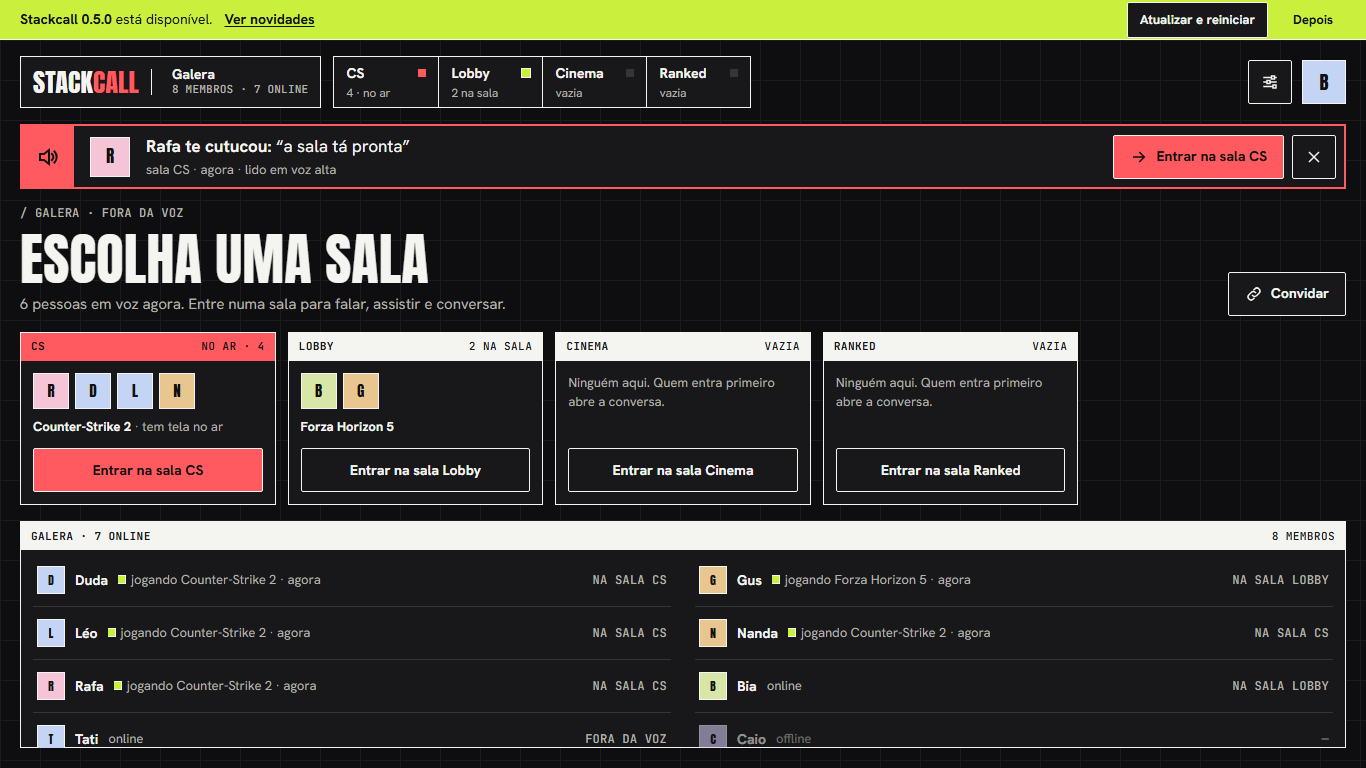 Stackcall 0.5.0 está disponível. Ver novidades Atualizar e reiniciar Depois
STACKCALL Galera 8 MEMBROS · 7 ONLINE
CS 4 · no ar
Lobby 2 na sala
Cinema vazia
Ranked vazia
B
R Rafa te cutucou: “a sala tá pronta”
sala CS · agora · lido em voz alta
Entrar na sala CS
/ GALERA · FORA DA VOZ
ESCOLHA UMA SALA
6 pessoas em voz agora. Entre numa sala para falar, assistir e conversar.
Convidar
CS NO AR · 4
R D L N
Counter-Strike 2 · tem tela no ar
Entrar na sala CS
LOBBY 2 NA SALA
B G
Forza Horizon 5
Entrar na sala Lobby
CINEMA VAZIA
Ninguém aqui. Quem entra primeiro
abre a conversa.
Entrar na sala Cinema
RANKED VAZIA
Ninguém aqui. Quem entra primeiro
abre a conversa.
Entrar na sala Ranked
GALERA · 7 ONLINE 8 MEMBROS
D Duda jogando Counter-Strike 2 · agora NA SALA CS
G Gus jogando Forza Horizon 5 · agora NA SALA LOBBY
L Léo jogando Counter-Strike 2 · agora NA SALA CS
N Nanda jogando Counter-Strike 2 · agora NA SALA CS
R Rafa jogando Counter-Strike 2 · agora NA SALA CS
B Bia online NA SALA LOBBY
T Tati online FORA DA VOZ
C Caio offline —